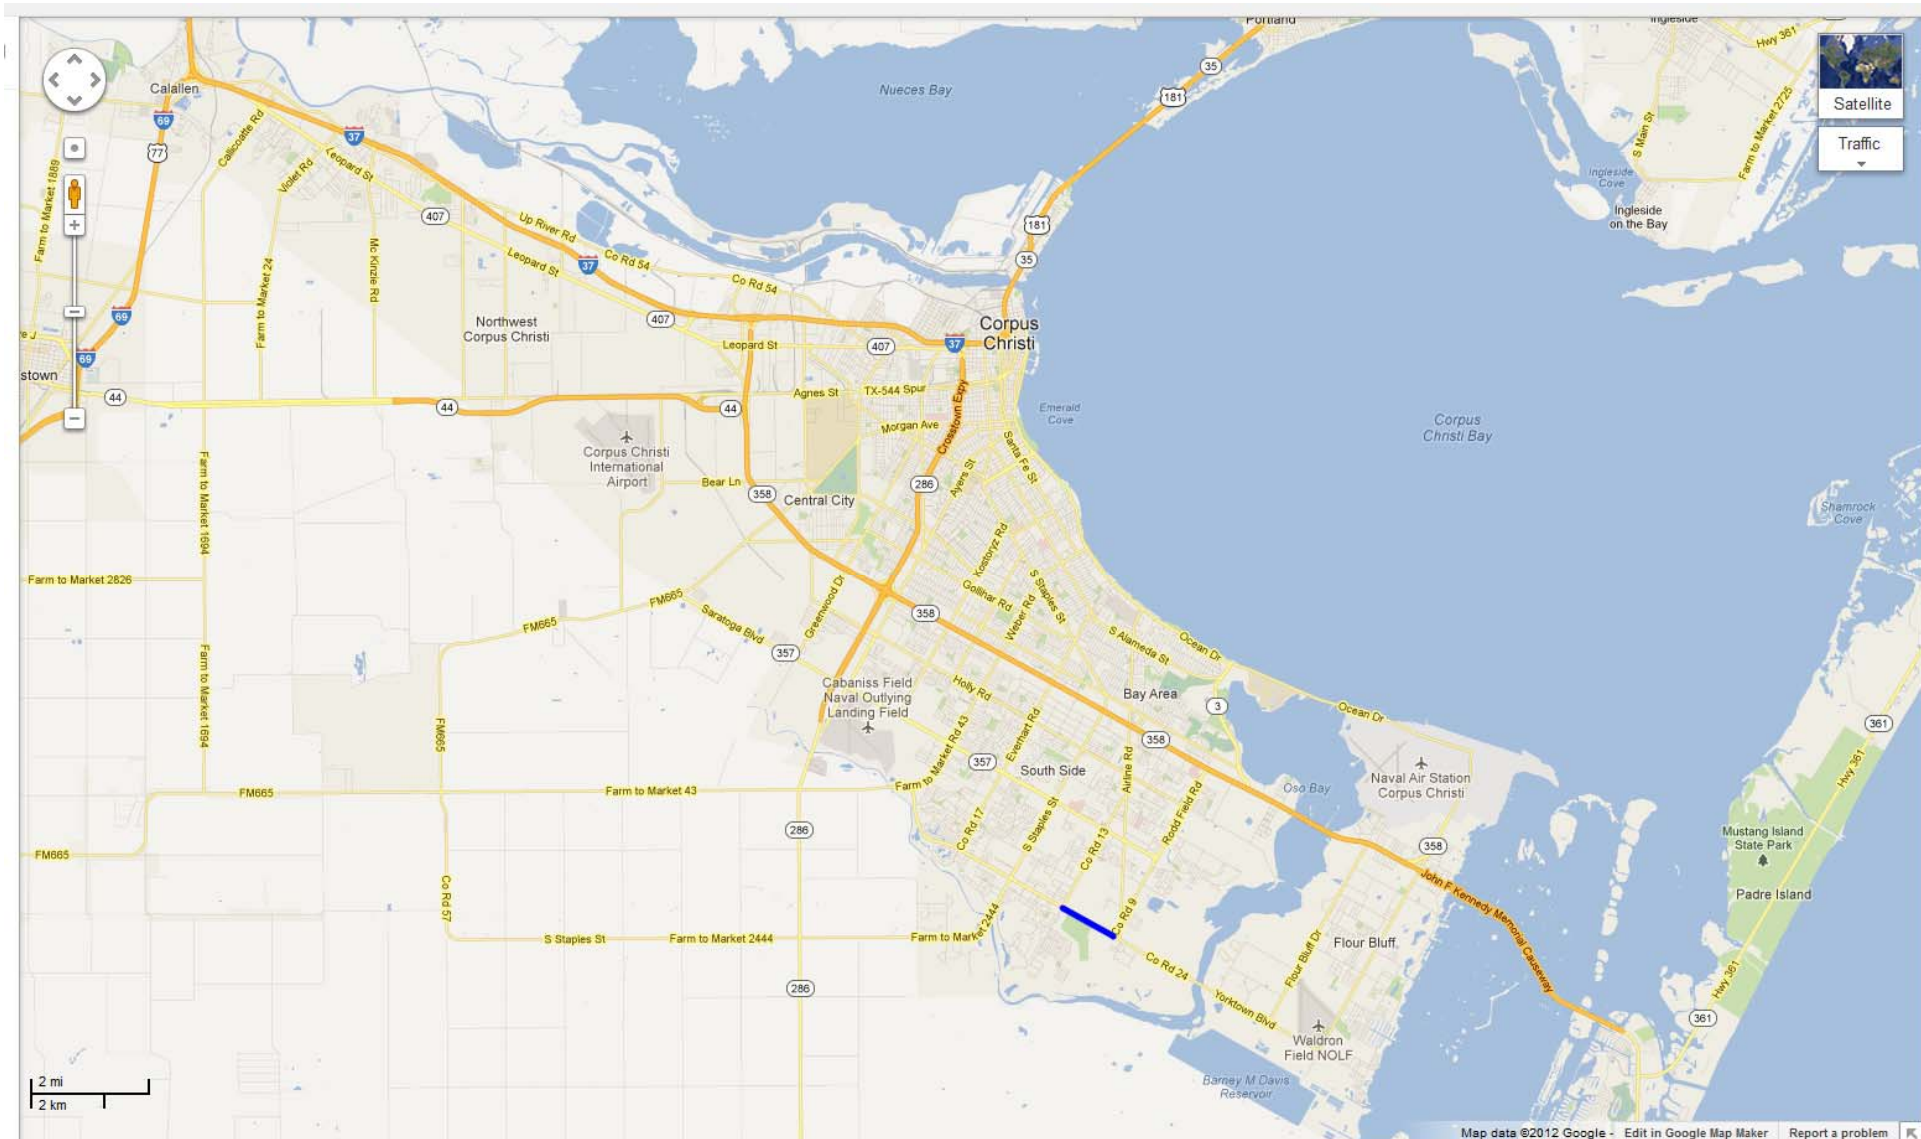 Portland
Ingleside
Hwy 361
35
Nueces Bay
181
Satellite
Traffic
Calallen
69
37
77
Callicoatte Rd
Violet Rd
Leopard St
Farm to Market 1889
S Main St
Farm to Market 2725
Ingleside
Cove
Ingleside
on the Bay
407
Up River Rd
Leopard St
Mc Kinzie Rd
Farm to Market 24
37
Co Rd 54
Co Rd 54
181
35
69
407
Northwest
Corpus Christi
Corpus
Christi
407
37
Leopard St
69
stown
44
44
44
Agnes St
TX-544 Spur
Morgan Ave
Crosstown Expy
Santa Fe St
Emerald
Cove
Corpus
Christi Bay
Corpus Christi
International
Airport
Bear Ln
358
Central City
286
Ayers St
Farm to Market 1694
Shamrock
Cove
Kostoryz Rd
Farm to Market 2826
Gollihar Rd
S Staples St
Weber Rd
FM665
FM665
Saratoga Blvd
Greenwood Dr
358
S Alameda St
Ocean Dr
357
Farm to Market 1694
Cabaniss Field
Naval Outlying
Landing Field
Holly Rd
Bay Area
3
Ocean Dr
361
FM665
Farm to Market Rd 43
Everhart Rd
358
357
South Side
Airline Rd
Rodd Field Rd
Oso Bay
Naval Air Station
Corpus Christi
Hwy 361
FM665
Farm to Market 43
Farm to Market 43
286
Co Rd 17
S Staples St
Co Rd 13
358
Mustang Island
State Park
FM665
Co Rd 57
John F Kennedy Memorial Causeway
Padre Island
Co Rd 9
S Staples St
Farm to Market 2444
Farm to Market 2444
Flour Bluff
Flour Bluff Dr
Co Rd 24
286
Yorktown Blvd
Hwy 361
361
Waldron
Field NOLF
Barney M Davis
Reservoir
2 mi
2 km
Map data ©2012 Google - Edit in Google Map Maker Report a problem